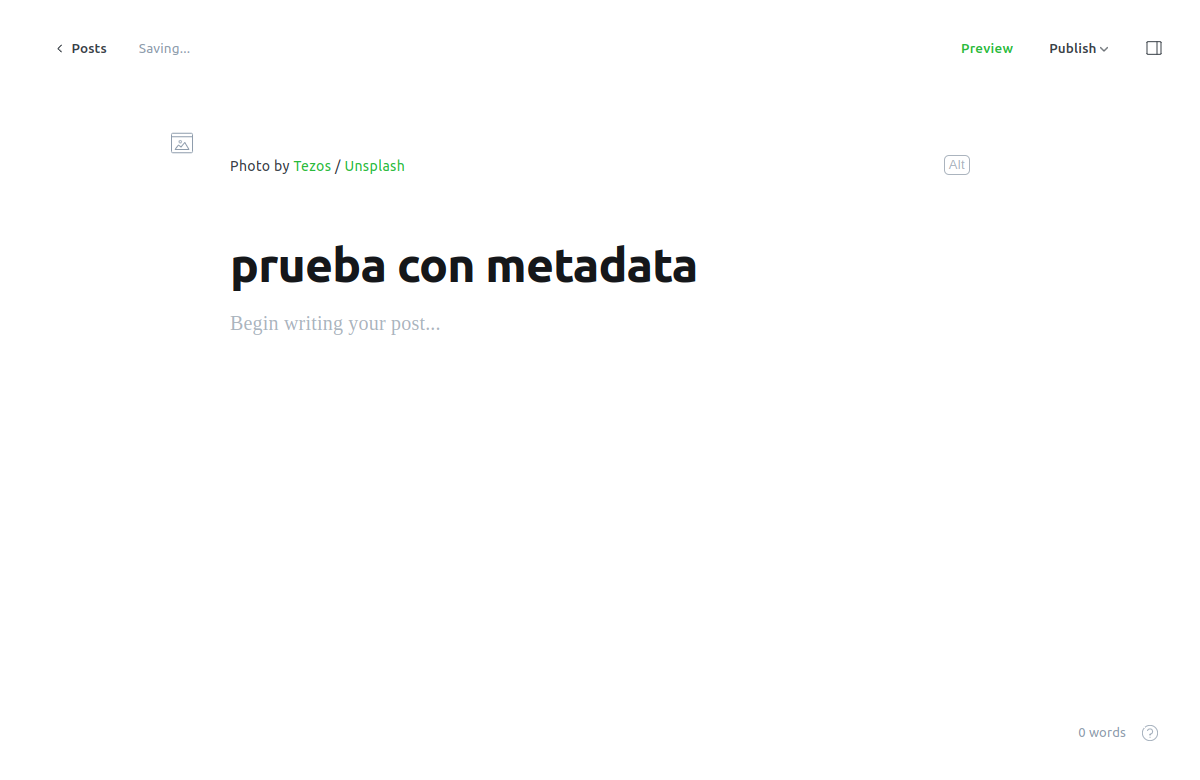 Posts Saving... Preview Publish
Photo by Tezos / Unsplash Alt
prueba con metadata
Begin writing your post...
0 words ?